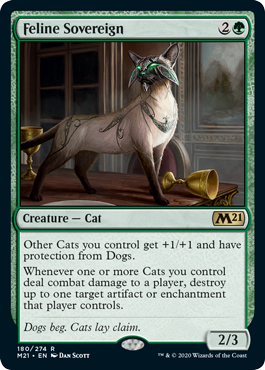 Feline Sovereign 2
Creature — Cat M21
Other Cats you control get +1/+1 and have
protection from Dogs.
Whenever one or more Cats you control
deal combat damage to a player, destroy
up to one target artifact or enchantment
that player controls.
Dogs beg. Cats lay claim.
2/3
180/274 R
M21 • EN DAN SCOTT ™ & © 2020 Wizards of the Coast